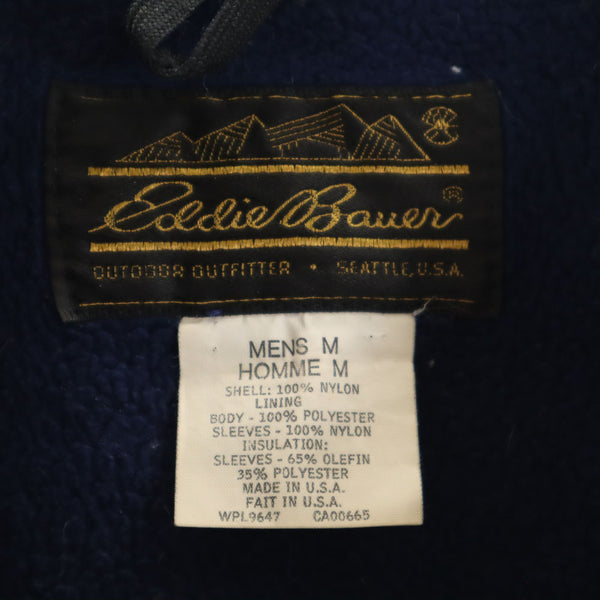 Eddie Bauer ®
OUTDOOR OUTFITTER • SEATTLE, U.S.A.
MENS M
HOMME M
SHELL: 100% NYLON
LINING
BODY - 100% POLYESTER
SLEEVES - 100% NYLON
INSULATION:
SLEEVES - 65% OLEFIN
35% POLYESTER
MADE IN U.S.A.
FAIT IN U.S.A.
WPL9647 CA00665